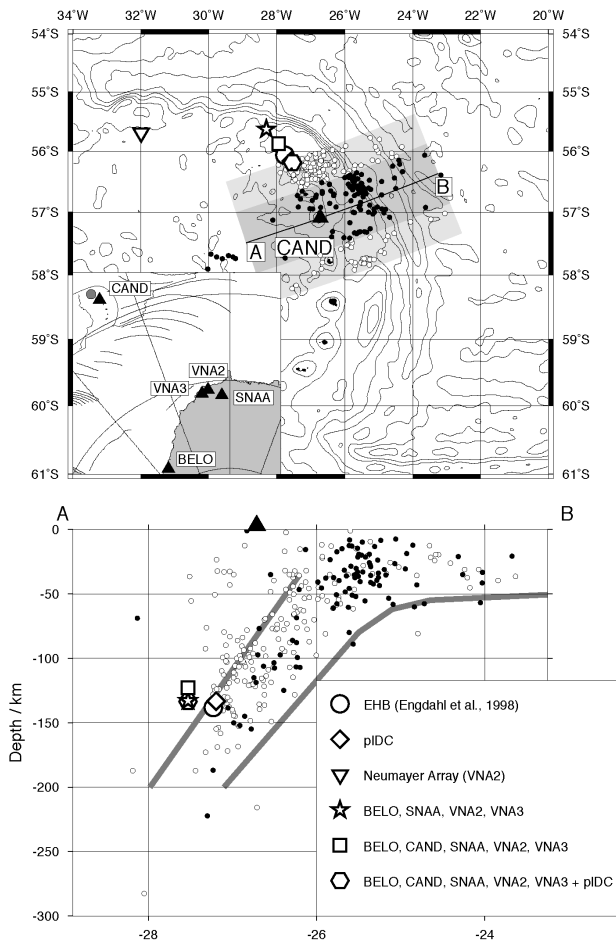 34°W 32°W 30°W 28°W 26°W 24°W 22°W 20°W
54°S 54°S
55°S 55°S
56°S 56°S
57°S 57°S
58°S 58°S
59°S 59°S
60°S 60°S
61°S 61°S
B
A
CAND
CAND
VNA2
VNA3
SNAA
BELO
A B
0
-50
-100
-150
-200
-250
-300
Depth / km
-28 -26 -24
EHB (Engdahl et al., 1998)
pIDC
Neumayer Array (VNA2)
BELO, SNAA, VNA2, VNA3
BELO, CAND, SNAA, VNA2, VNA3
BELO, CAND, SNAA, VNA2, VNA3 + pIDC